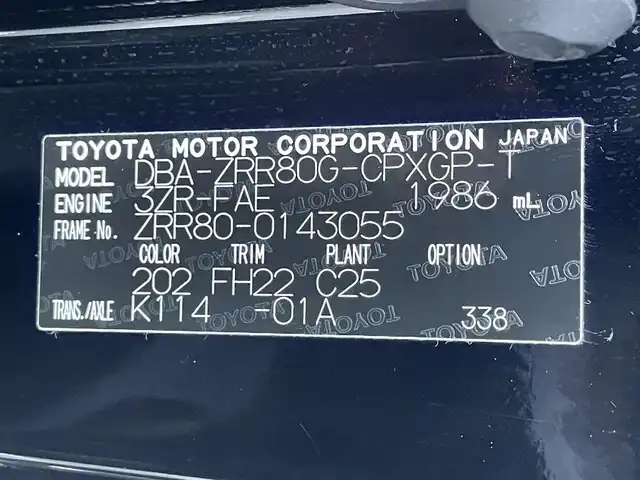 TOYOTA MOTOR CORPORATION JAPAN
MODEL DBA-ZRR80G-CPXGP-T
ENGINE 3ZR-FAE 1986 mL
FRAME No. ZRR80-0143055
COLOR TRIM PLANT OPTION
202 FH22 C25
TRANS./AXLE K114 -01A 338